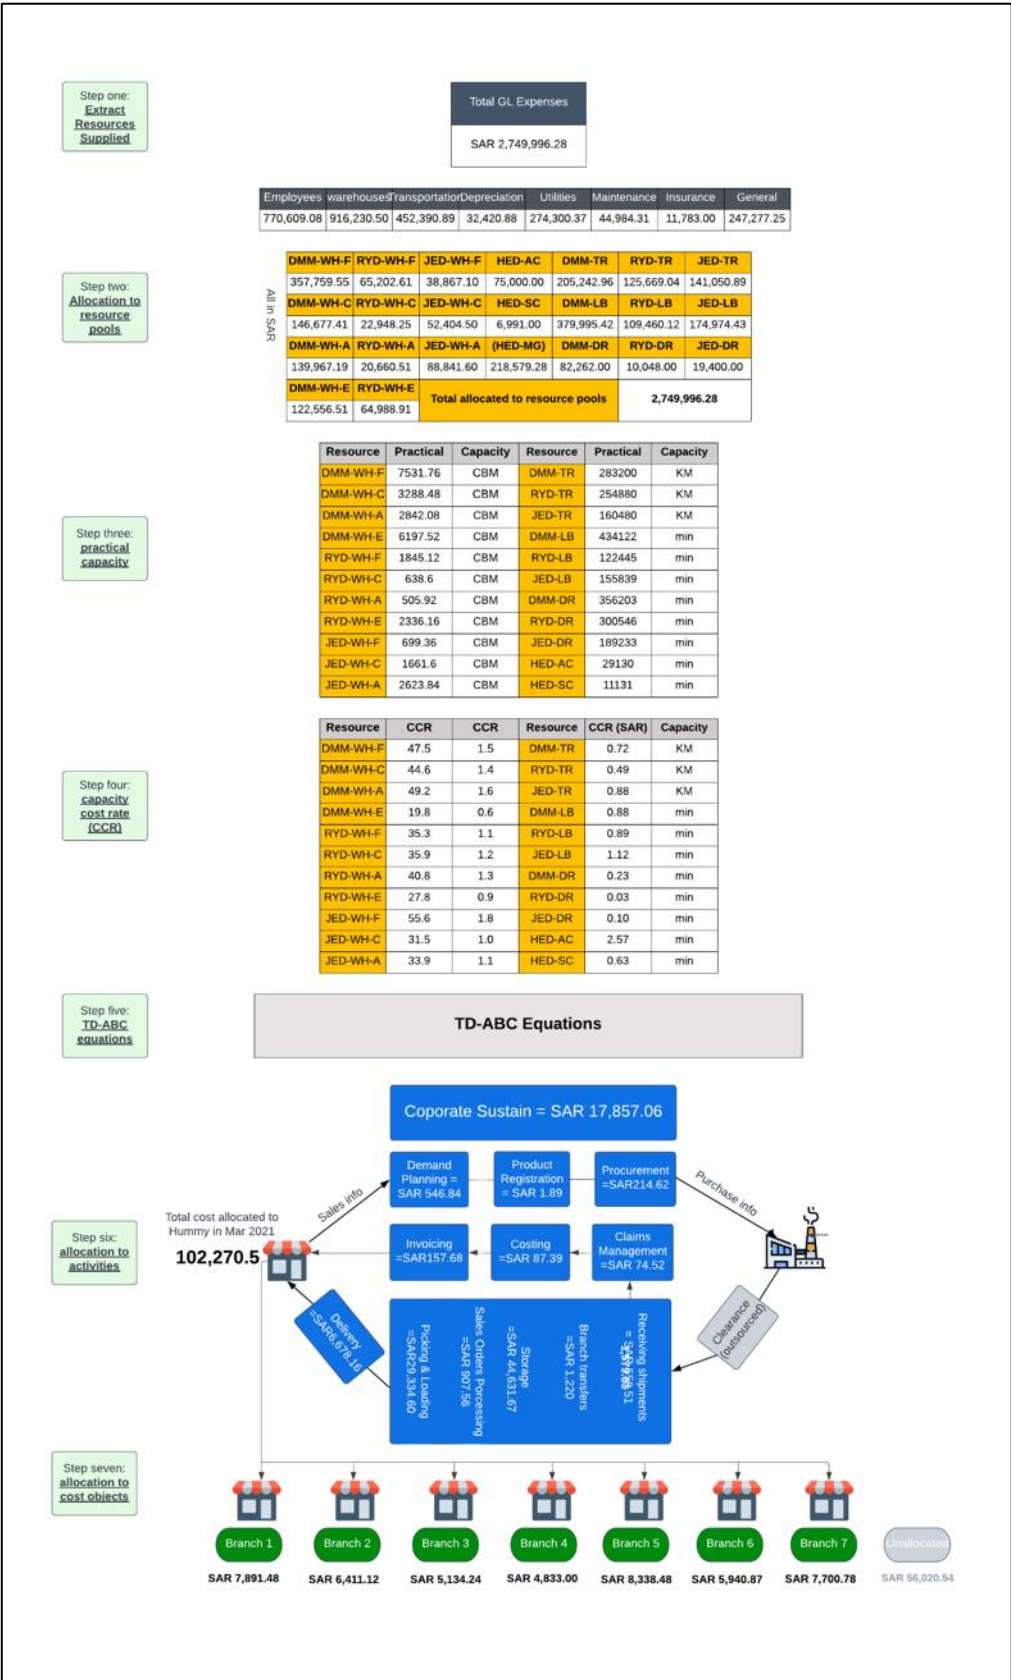 Step one:
Extract
Resources
Supplied
Total GL Expenses
SAR 2,749,996.28
Employees warehouses Transportation Depreciation Utilities Maintenance Insurance General
770,609.08 916,230.50 452,390.89 32,420.88 274,300.37 44,984.31 11,783.00 247,277.25
Step two:
Allocation to
resource
pools
All in SAR
DMM-WH-F RYD-WH-F JED-WH-F HED-AC DMM-TR RYD-TR JED-TR
357,759.55 65,202.61 38,867.10 75,000.00 205,242.96 125,669.04 141,050.89
DMM-WH-C RYD-WH-C JED-WH-C HED-SC DMM-LB RYD-LB JED-LB
146,677.41 22,948.25 52,404.50 6,991.00 379,995.42 109,460.12 174,974.43
DMM-WH-A RYD-WH-A JED-WH-A (HED-MG) DMM-DR RYD-DR JED-DR
139,967.19 20,660.51 88,841.60 218,579.28 82,262.00 10,048.00 19,400.00
DMM-WH-E RYD-WH-E Total allocated to resource pools 2,749,996.28
122,556.51 64,988.91
Step three:
practical
capacity
Resource Practical Capacity Resource Practical Capacity
DMM-WH-F 7531.76 CBM DMM-TR 283200 KM
DMM-WH-C 3288.48 CBM RYD-TR 254880 KM
DMM-WH-A 2842.08 CBM JED-TR 160480 KM
DMM-WH-E 6197.52 CBM DMM-LB 434122 min
RYD-WH-F 1845.12 CBM RYD-LB 122445 min
RYD-WH-C 638.6 CBM JED-LB 155839 min
RYD-WH-A 505.92 CBM DMM-DR 356203 min
RYD-WH-E 2336.16 CBM RYD-DR 300546 min
JED-WH-F 699.36 CBM JED-DR 189233 min
JED-WH-C 1661.6 CBM HED-AC 29130 min
JED-WH-A 2623.84 CBM HED-SC 11131 min
Step four:
capacity
cost rate
(CCR)
Resource CCR CCR Resource CCR (SAR) Capacity
DMM-WH-F 47.5 1.5 DMM-TR 0.72 KM
DMM-WH-C 44.6 1.4 RYD-TR 0.49 KM
DMM-WH-A 49.2 1.6 JED-TR 0.88 KM
DMM-WH-E 19.8 0.6 DMM-LB 0.88 min
RYD-WH-F 35.3 1.1 RYD-LB 0.89 min
RYD-WH-C 35.9 1.2 JED-LB 1.12 min
RYD-WH-A 40.8 1.3 DMM-DR 0.23 min
RYD-WH-E 27.8 0.9 RYD-DR 0.03 min
JED-WH-F 55.6 1.8 JED-DR 0.10 min
JED-WH-C 31.5 1.0 HED-AC 2.57 min
JED-WH-A 33.9 1.1 HED-SC 0.63 min
Step five:
TD-ABC
equations
TD-ABC Equations
Coporate Sustain = SAR 17,857.06
Demand
Planning =
SAR 546.84
Product
Registration
= SAR 1.89
Procurement
=SAR214.62
Sales info
Purchase info
Step six:
allocation to
activities
Total cost allocated to
Hummy in Mar 2021
102,270.5
Invoicing
=SAR157.68
Costing
=SAR 87.39
Claims
Management
=SAR 74.52
Delivery
=SAR6,678.16
Clearance
(outsourced)
Picking & Loading
=SAR29,334.60
Sales Orders Porcessing
=SAR 907.56
Storage
=SAR 44,631.67
Branch transfers
=SAR 1,220
Receiving shipments
Step seven:
allocation to
cost objects
Branch 1 Branch 2 Branch 3 Branch 4 Branch 5 Branch 6 Branch 7 Unallocated
SAR 7,891.48 SAR 6,411.12 SAR 5,134.24 SAR 4,833.00 SAR 8,338.48 SAR 5,940.87 SAR 7,700.78 SAR 56,020.54